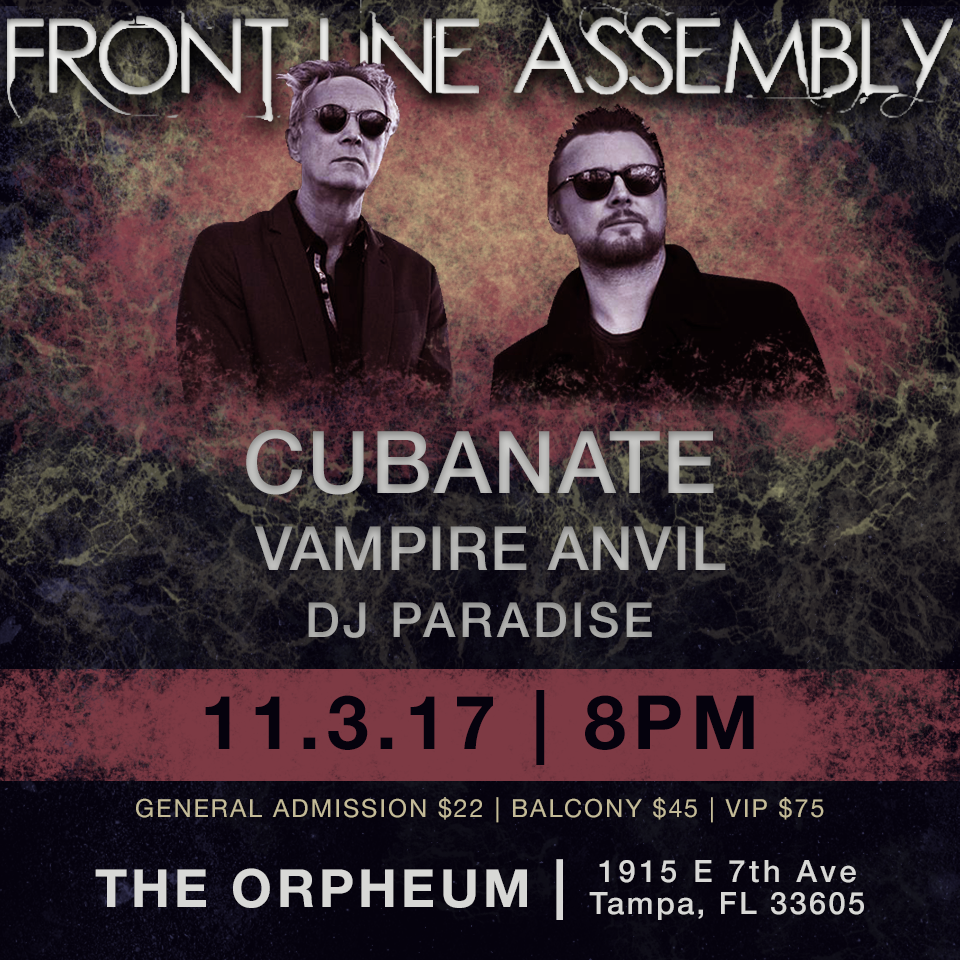 FRONT LINE ASSEMBLY
CUBANATE
VAMPIRE ANVIL
DJ PARADISE
11.3.17 | 8PM
GENERAL ADMISSION $22 | BALCONY $45 | VIP $75
THE ORPHEUM |
1915 E 7th Ave
Tampa, FL 33605